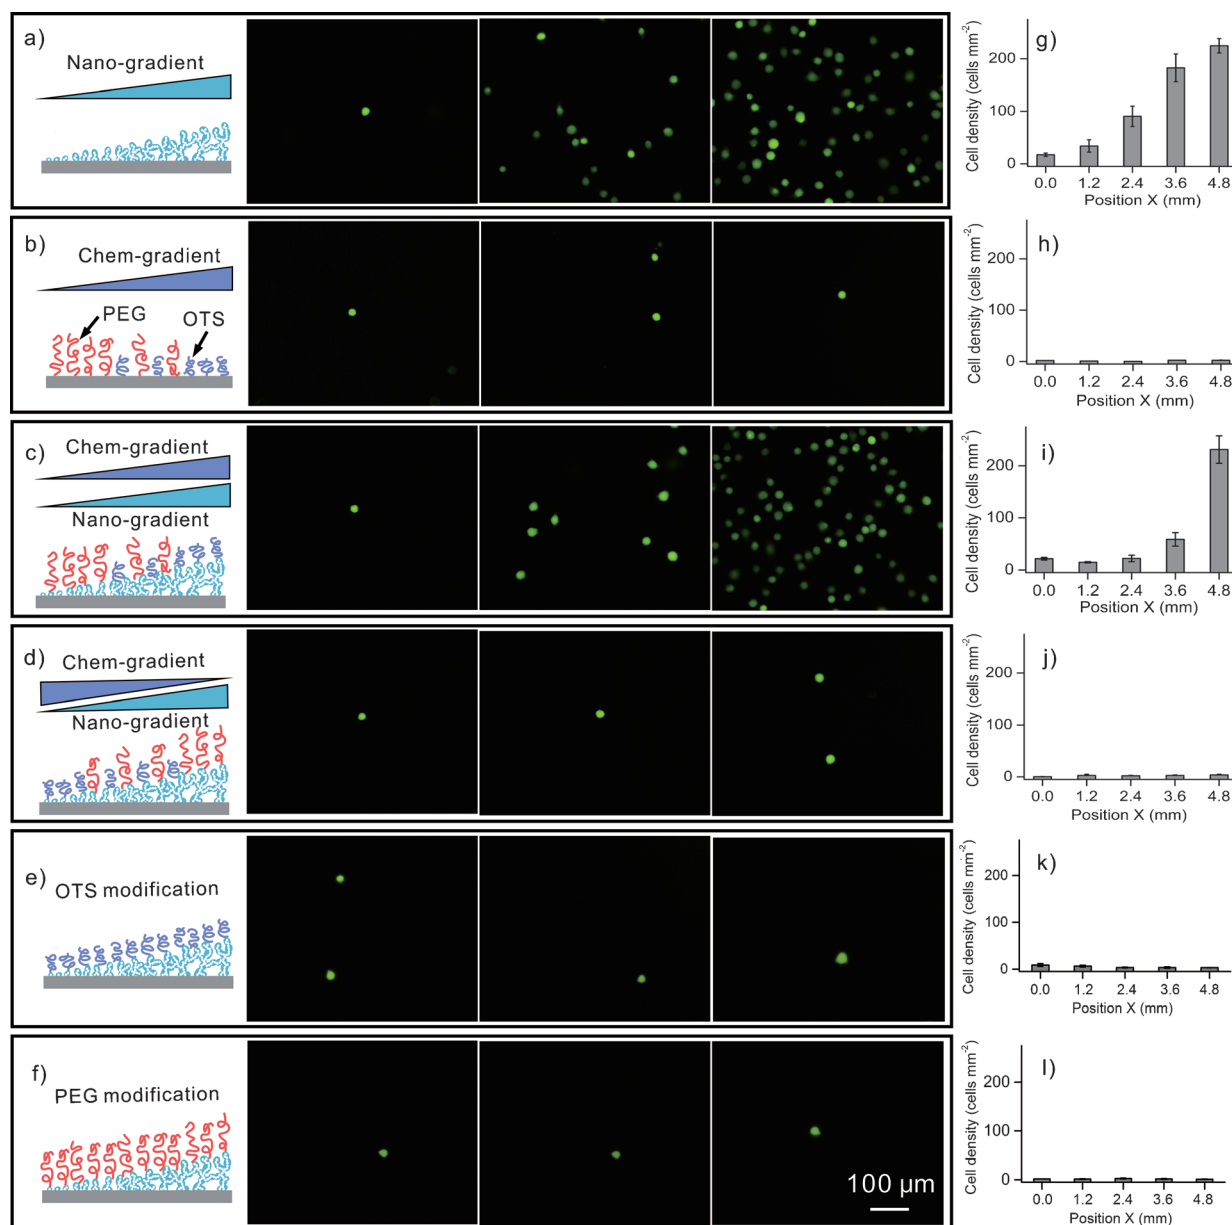 a)
Nano-gradient
g)
Cell density (cells mm⁻²)
200
100
0
0.0 1.2 2.4 3.6 4.8
Position X (mm)
b)
Chem-gradient
PEG OTS
h)
Cell density (cells mm⁻²)
200
100
0
0.0 1.2 2.4 3.6 4.8
Position X (mm)
c)
Chem-gradient
Nano-gradient
i)
Cell density (cells mm⁻²)
200
100
0
0.0 1.2 2.4 3.6 4.8
Position X (mm)
d)
Chem-gradient
Nano-gradient
j)
Cell density (cells mm⁻²)
200
100
0
0.0 1.2 2.4 3.6 4.8
Position X (mm)
e)
OTS modification
k)
Cell density (cells mm⁻²)
200
100
0
0.0 1.2 2.4 3.6 4.8
Position X (mm)
f)
PEG modification
100 µm
l)
Cell density (cells mm⁻²)
200
100
0
0.0 1.2 2.4 3.6 4.8
Position X (mm)